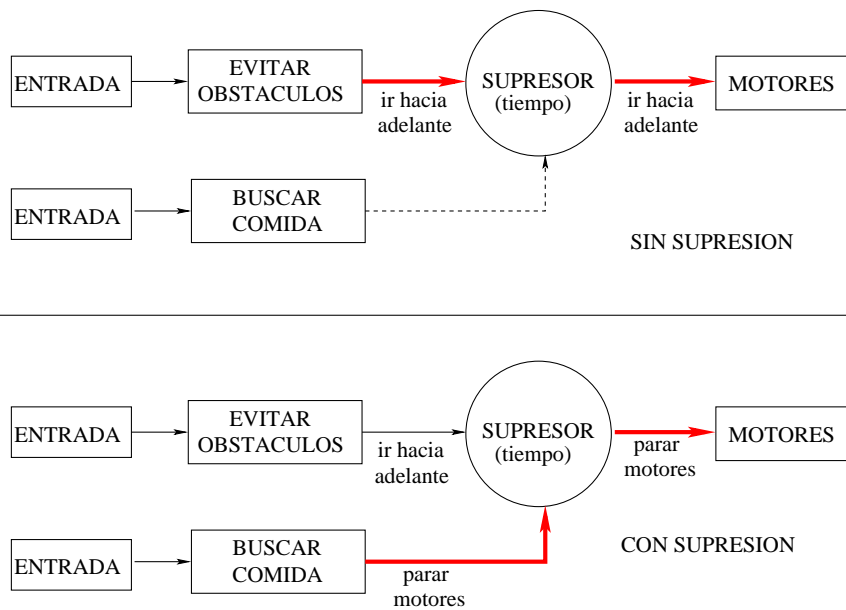 ENTRADA
EVITAR
OBSTACULOS
ir hacia
adelante
SUPRESOR
(tiempo)
ir hacia
adelante
MOTORES
ENTRADA
BUSCAR
COMIDA
SIN SUPRESION
ENTRADA
EVITAR
OBSTACULOS
ir hacia
adelante
SUPRESOR
(tiempo)
parar
motores
MOTORES
ENTRADA
BUSCAR
COMIDA
parar
motores
CON SUPRESION